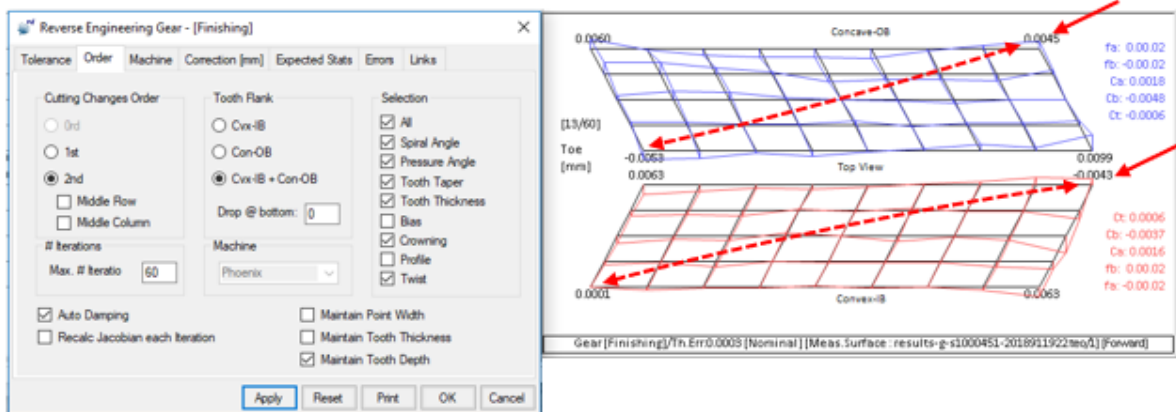 Reverse Engineering Gear - [Finishing]
Tolerance Order Machine Correction [mm] Expected Stats Errors Links
Cutting Changes Order
0rd
1st
2nd
Middle Row
Middle Column
# Iterations
Max. # Iteratio 60
Tooth Flank
Cvx-IB
Con-OB
Cvx-IB + Con-OB
Drop @ bottom: 0
Machine
Phoenix
Selection
All
Spiral Angle
Pressure Angle
Tooth Taper
Tooth Thickness
Bias
Crowning
Profile
Twist
Auto Damping
Recalc Jacobian each Iteration
Maintain Point Width
Maintain Tooth Thickness
Maintain Tooth Depth
Apply Reset Print OK Cancel
0.0060 Concave-OB 0.0045
fa: 0.00.02
fb: -0.00.02
Ca: 0.0018
Cb: -0.0048
Ct: -0.0006
[13/60]
Toe
[mm]
-0.0053 0.0099
0.0063 Top View -0.0043
Ct: 0.0006
Cb: -0.0037
Ca: 0.0016
fb: 0.00.02
fa: -0.00.02
0.0001 Convex-IB 0.0063
Gear [Finishing]/Th.Err:0.0003 [Nominal] [Meas.Surface : results-g-s1000451-2018911922teo/1] [Forward]